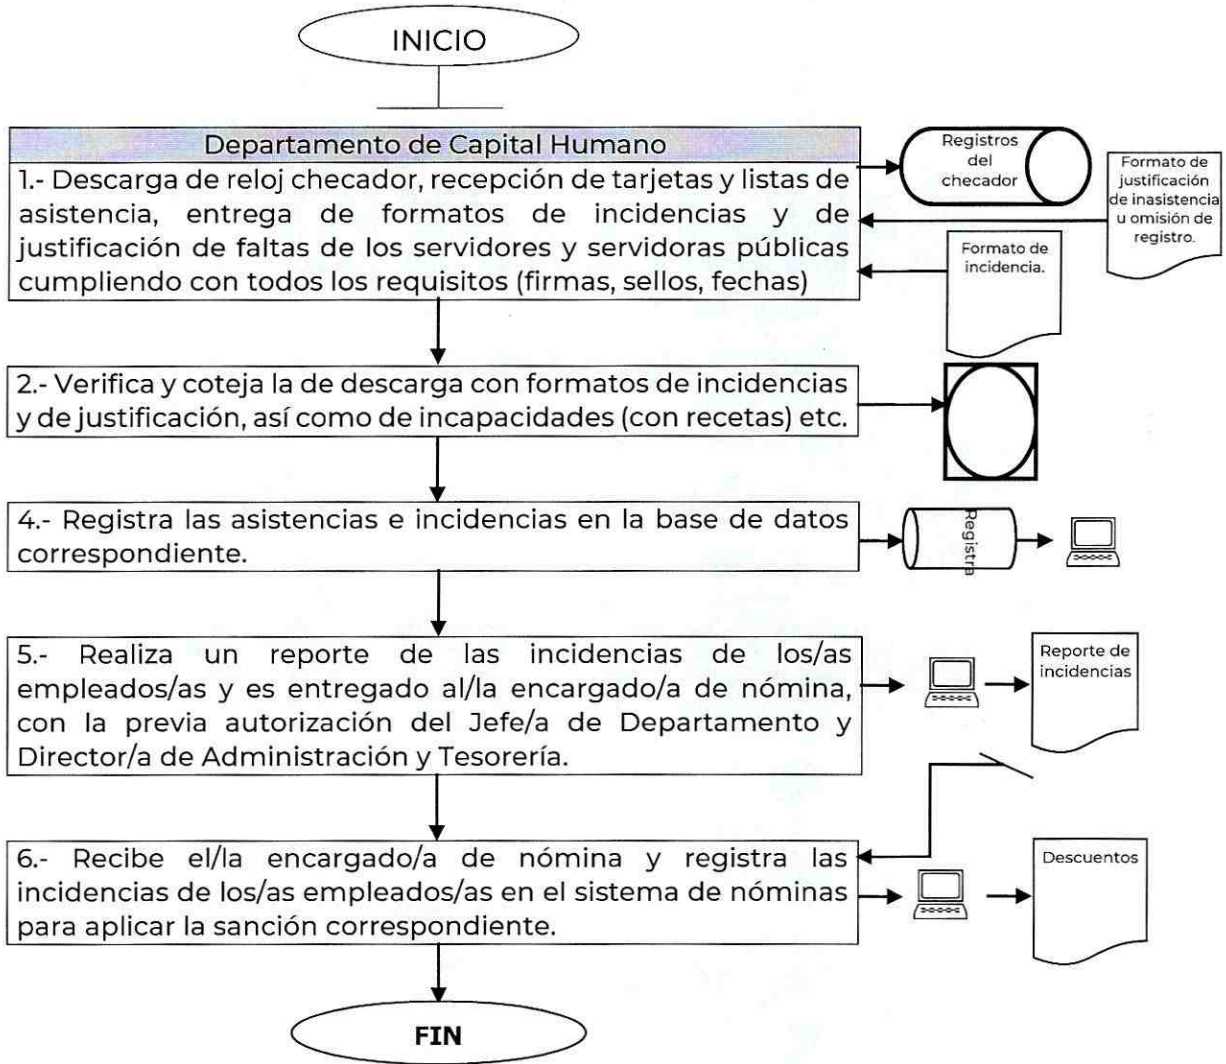 INICIO
Departamento de Capital Humano
1.- Descarga de reloj checador, recepción de tarjetas y listas de
asistencia, entrega de formatos de incidencias y de
justificación de faltas de los servidores y servidoras públicas
cumpliendo con todos los requisitos (firmas, sellos, fechas)
Registros
del
checador
Formato de
justificación
de inasistencia
u omisión de
registro.
Formato de
incidencia.
2.- Verifica y coteja la de descarga con formatos de incidencias
y de justificación, así como de incapacidades (con recetas) etc.
4.- Registra las asistencias e incidencias en la base de datos
correspondiente.
Registra
5.- Realiza un reporte de las incidencias de los/as
empleados/as y es entregado al/la encargado/a de nómina,
con la previa autorización del Jefe/a de Departamento y
Director/a de Administración y Tesorería.
Reporte de
incidencias
6.- Recibe el/la encargado/a de nómina y registra las
incidencias de los/as empleados/as en el sistema de nóminas
para aplicar la sanción correspondiente.
Descuentos
FIN